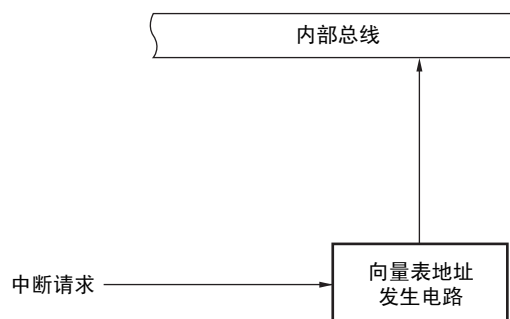 内部总线
中断请求
向量表地址
发生电路